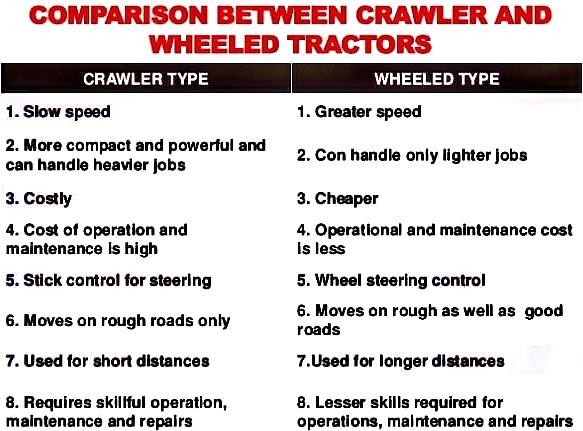 COMPARISON BETWEEN CRAWLER AND
WHEELED TRACTORS
CRAWLER TYPE
WHEELED TYPE
1. Slow speed
1. Greater speed
2. More compact and powerful and
can handle heavier jobs
2. Con handle only lighter jobs
3. Costly
3. Cheaper
4. Cost of operation and
maintenance is high
4. Operational and maintenance cost
is less
5. Stick control for steering
5. Wheel steering control
6. Moves on rough roads only
6. Moves on rough as well as good
roads
7. Used for short distances
7.Used for longer distances
8. Requires skillful operation,
maintenance and repairs
8. Lesser skills required for
operations, maintenance and repairs